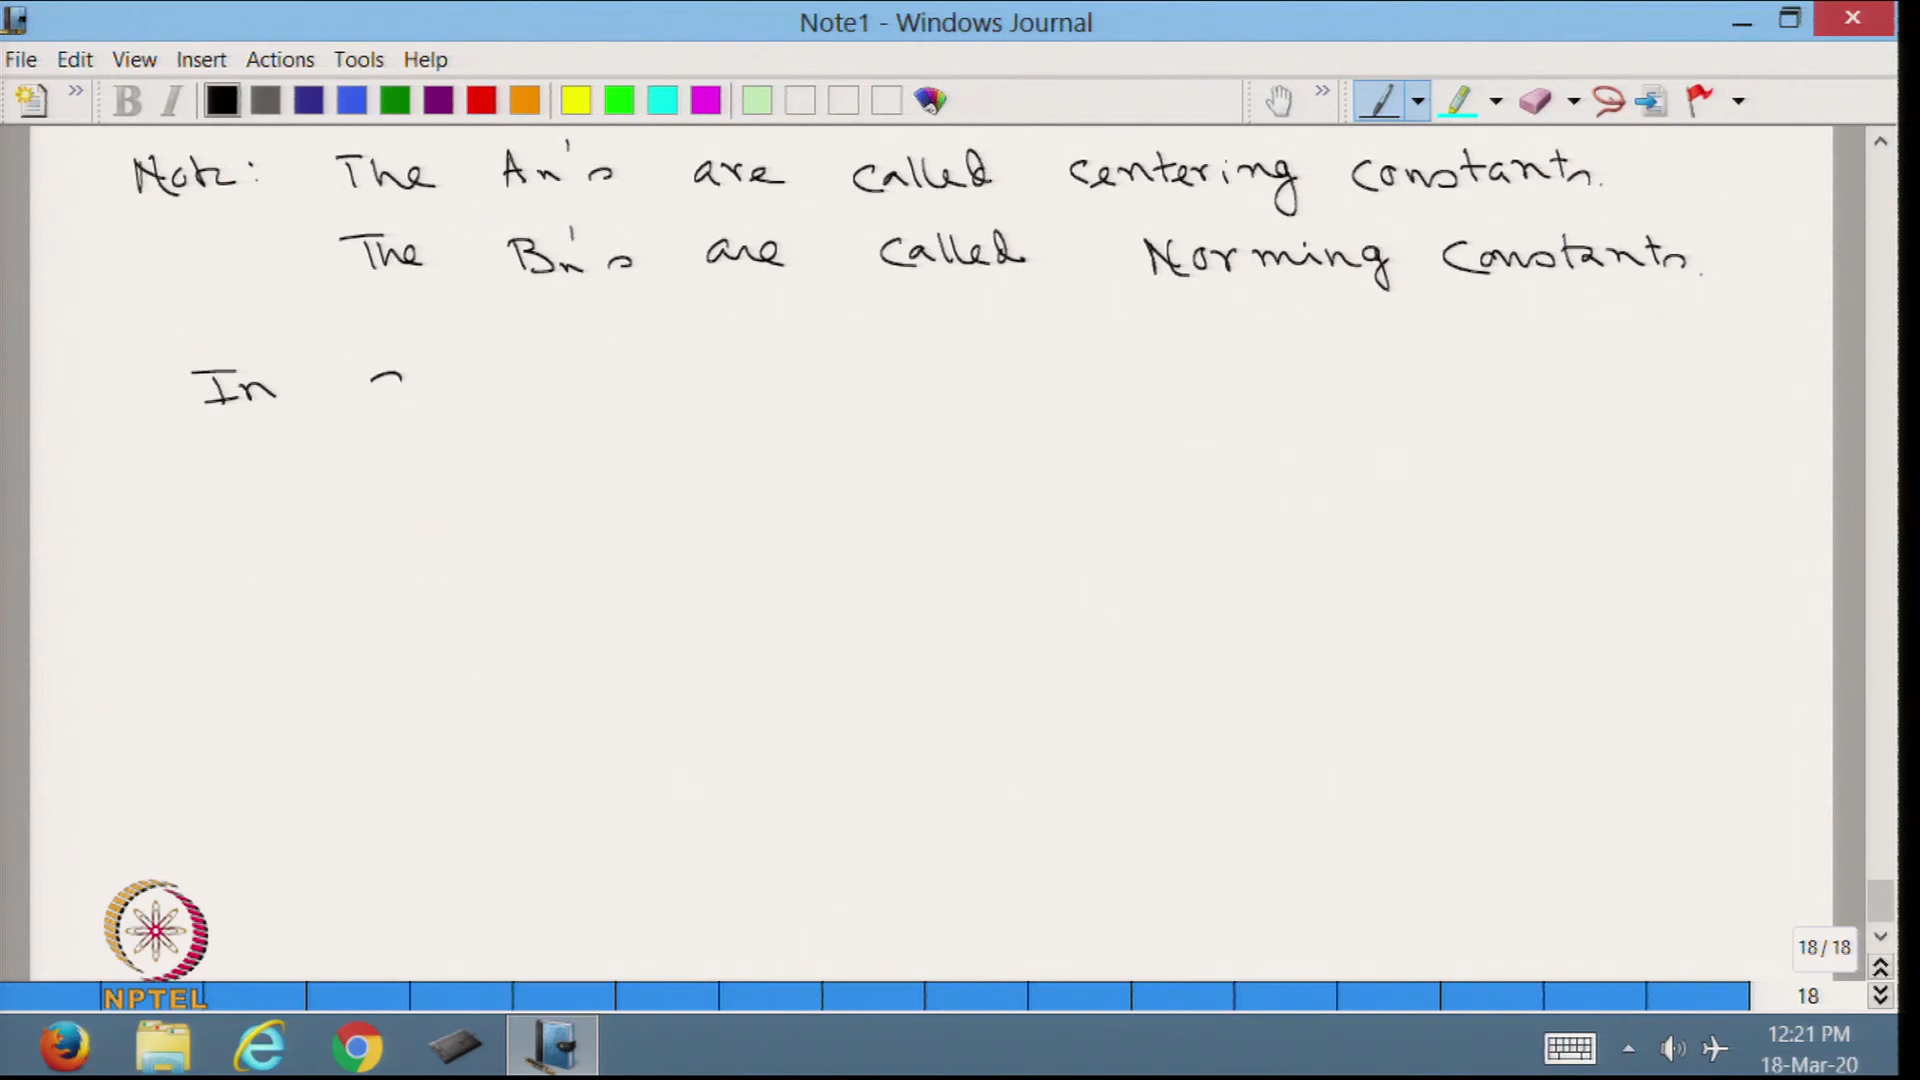 Note1 - Windows Journal
File Edit View Insert Actions Tools Help
B I
Note: The An's are called centering constants.
The Bn's are called Norming Constants.
In
18 / 18
NPTEL
18
12:21 PM
18-Mar-20